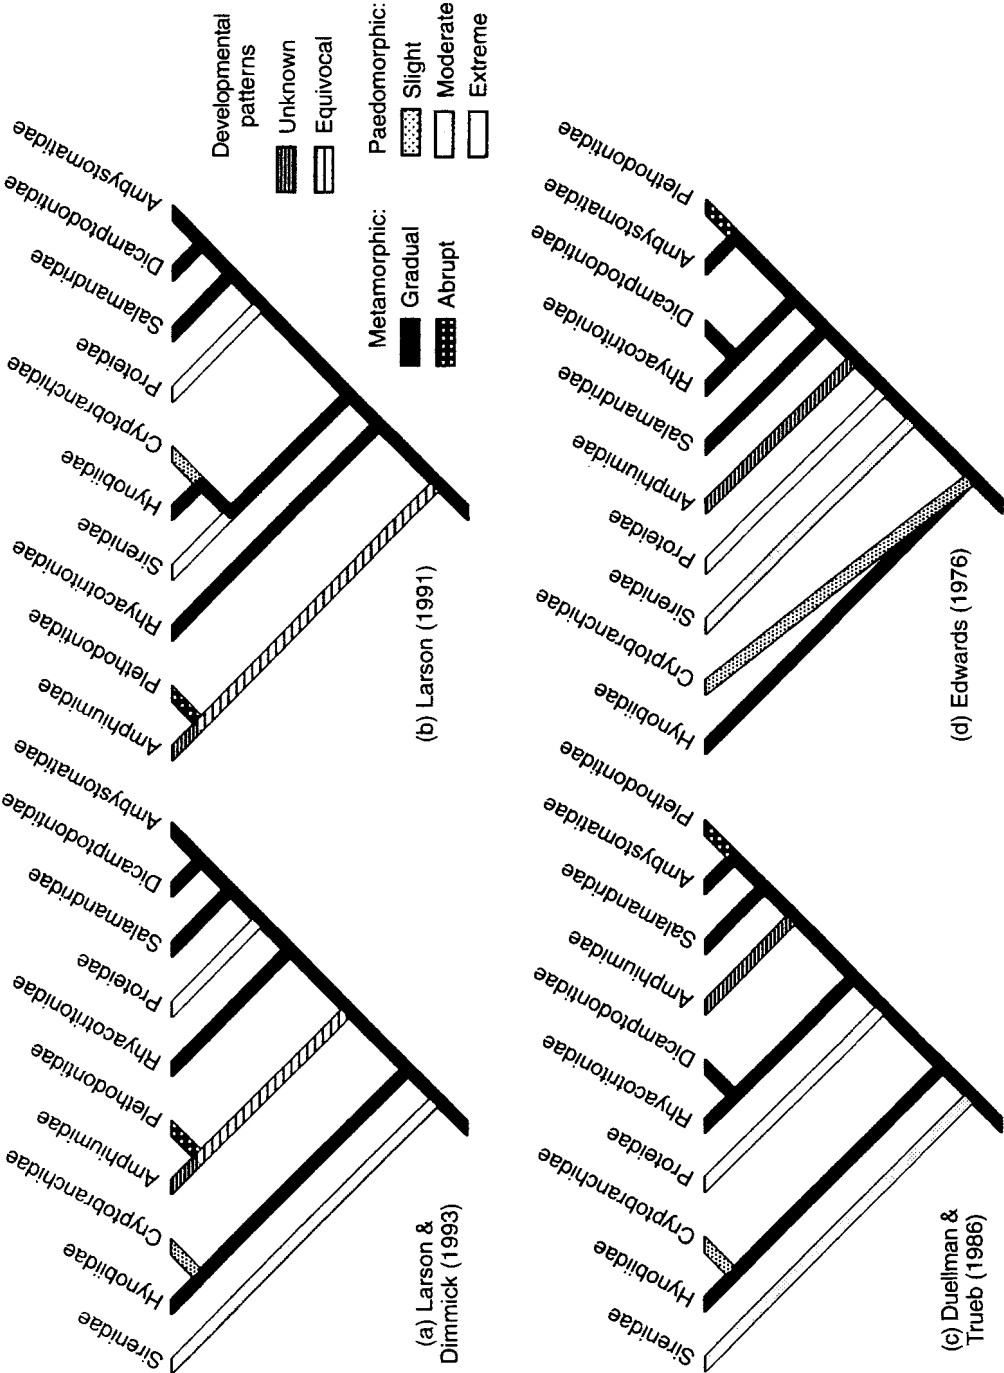 Sirenidae
Hynobiidae
Cryptobranchidae
Amphiumidae
Plethodontidae
Rhyacotritonidae
Proteidae
Salamandridae
Dicamptodontidae
Ambystomatidae
(a) Larson &
Dimmick (1993)
Amphiumidae
Plethodontidae
Rhyacotritonidae
Sirenidae
Hynobiidae
Cryptobranchidae
Proteidae
Salamandridae
Dicamptodontidae
Ambystomatidae
(b) Larson (1991)
Developmental
patterns
Unknown
Equivocal
Metamorphic:
Gradual
Abrupt
Paedomorphic:
Slight
Moderate
Extreme
Sirenidae
Hynobiidae
Cryptobranchidae
Proteidae
Rhyacotritonidae
Dicamptodontidae
Amphiumidae
Salamandridae
Ambystomatidae
Plethodontidae
(c) Duellman &
Trueb (1986)
Hynobiidae
Cryptobranchidae
Sirenidae
Proteidae
Amphiumidae
Salamandridae
Rhyacotritonidae
Dicamptodontidae
Ambystomatidae
Plethodontidae
(d) Edwards (1976)